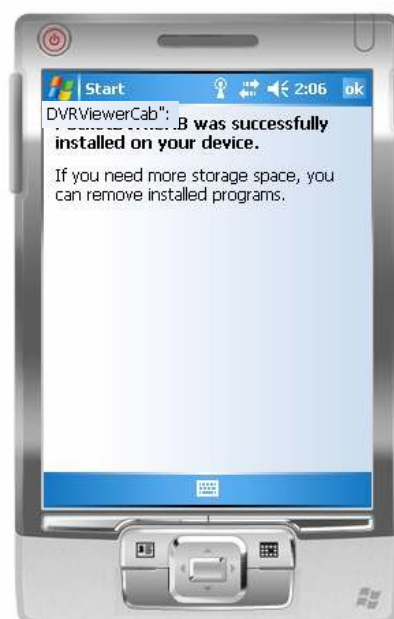 Start 2:06 ok
DVRViewerCab":
B was successfully
installed on your device.
If you need more storage space, you
can remove installed programs.